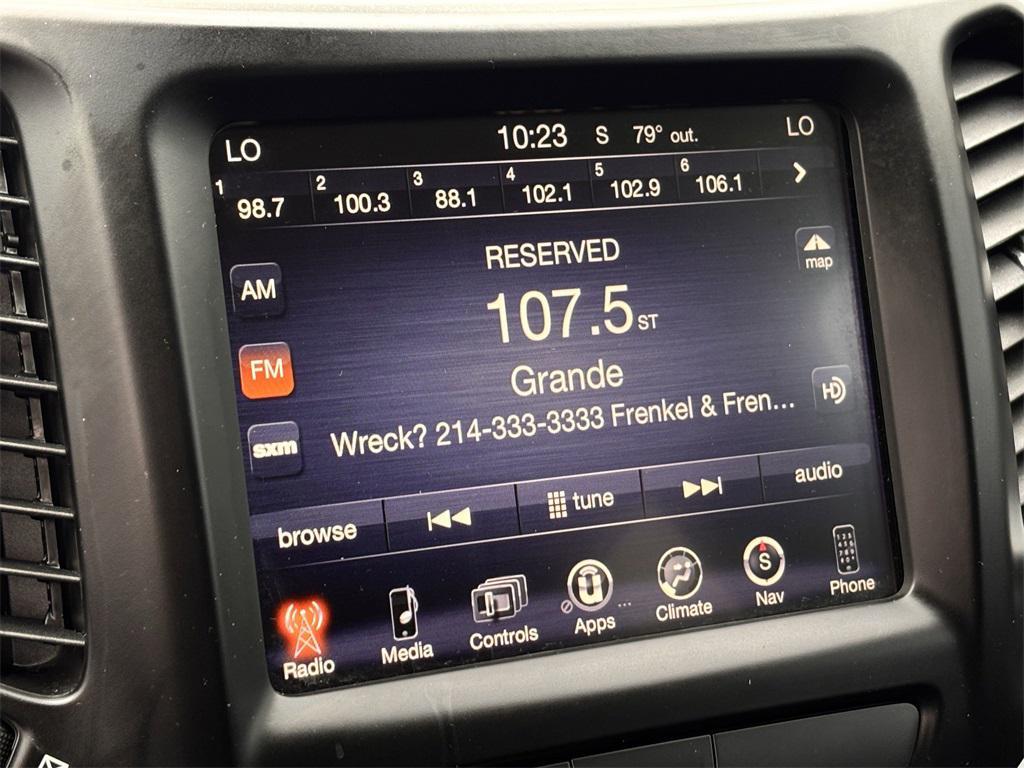 LO 10:23 S 79° out. LO
1 98.7 2 100.3 3 88.1 4 102.1 5 102.9 6 106.1
RESERVED
map
AM
107.5 ST
FM
Grande
HD
sxm
Wreck? 214-333-3333 Frenkel & Fren...
browse tune audio
S
Radio Media Controls Apps ... Climate Nav Phone